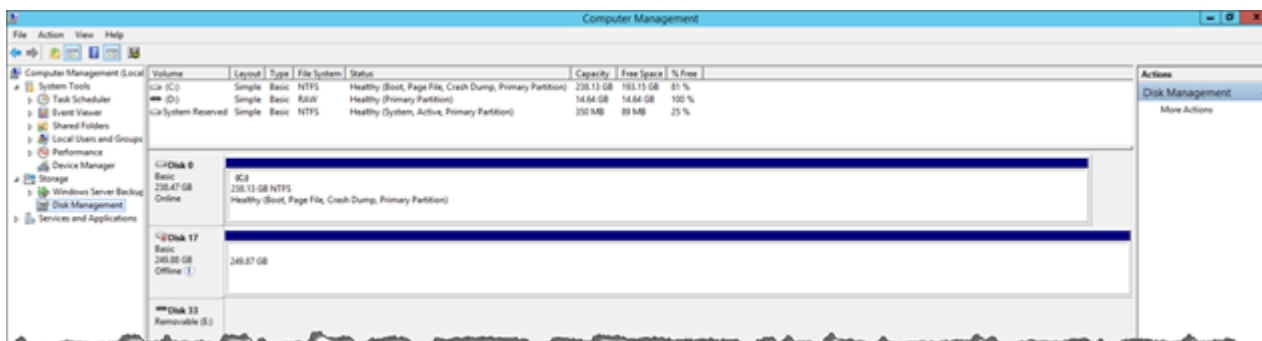 Computer Management
File Action View Help
Computer Management (Local
System Tools
Task Scheduler
Event Viewer
Shared Folders
Local Users and Groups
Performance
Device Manager
Storage
Windows Server Backup
Disk Management
Services and Applications
Volume Layout Type File System Status Capacity Free Space % Free
(C:) Simple Basic NTFS Healthy (Boot, Page File, Crash Dump, Primary Partition) 238.13 GB 193.15 GB 81 %
(D:) Simple Basic RAW Healthy (Primary Partition) 14.64 GB 14.64 GB 100 %
System Reserved Simple Basic NTFS Healthy (System, Active, Primary Partition) 350 MB 89 MB 25 %
Disk 0
Basic
238.47 GB
Online
(C:)
238.13 GB NTFS
Healthy (Boot, Page File, Crash Dump, Primary Partition)
Disk 17
Basic
249.88 GB
Offline
249.87 GB
Disk 33
Removable (E:)
Actions
Disk Management
More Actions